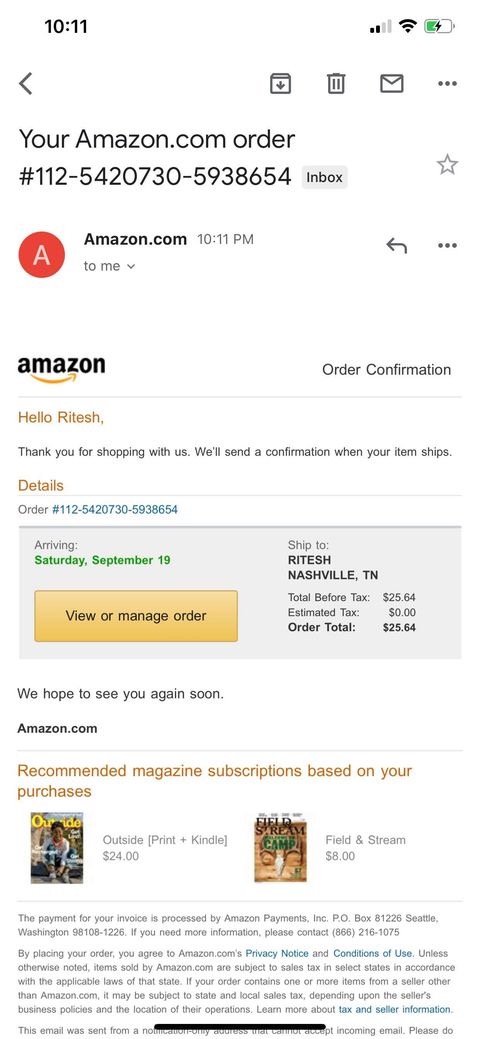 10:11
Your Amazon.com order
#112-5420730-5938654 Inbox
A
Amazon.com 10:11 PM
to me
amazon
Order Confirmation
Hello Ritesh,
Thank you for shopping with us. We'll send a confirmation when your item ships.
Details
Order #112-5420730-5938654
Arriving:
Saturday, September 19
View or manage order
Ship to:
RITESH
NASHVILLE, TN
Total Before Tax: $25.64
Estimated Tax: $0.00
Order Total: $25.64
We hope to see you again soon.
Amazon.com
Recommended magazine subscriptions based on your
purchases
Outside
Outside [Print + Kindle]
$24.00
FIELD &
STREAM
CAMP
Field & Stream
$8.00
The payment for your invoice is processed by Amazon Payments, Inc. P.O. Box 81226 Seattle,
Washington 98108-1226. If you need more information, please contact (866) 216-1075
By placing your order, you agree to Amazon.com's Privacy Notice and Conditions of Use. Unless
otherwise noted, items sold by Amazon.com are subject to sales tax in select states in accordance
with the applicable laws of that state. If your order contains one or more items from a seller other
than Amazon.com, it may be subject to state and local sales tax, depending upon the seller's
business policies and the location of their operations. Learn more about tax and seller information.
This email was sent from a notification-only address that cannot accept incoming email. Please do